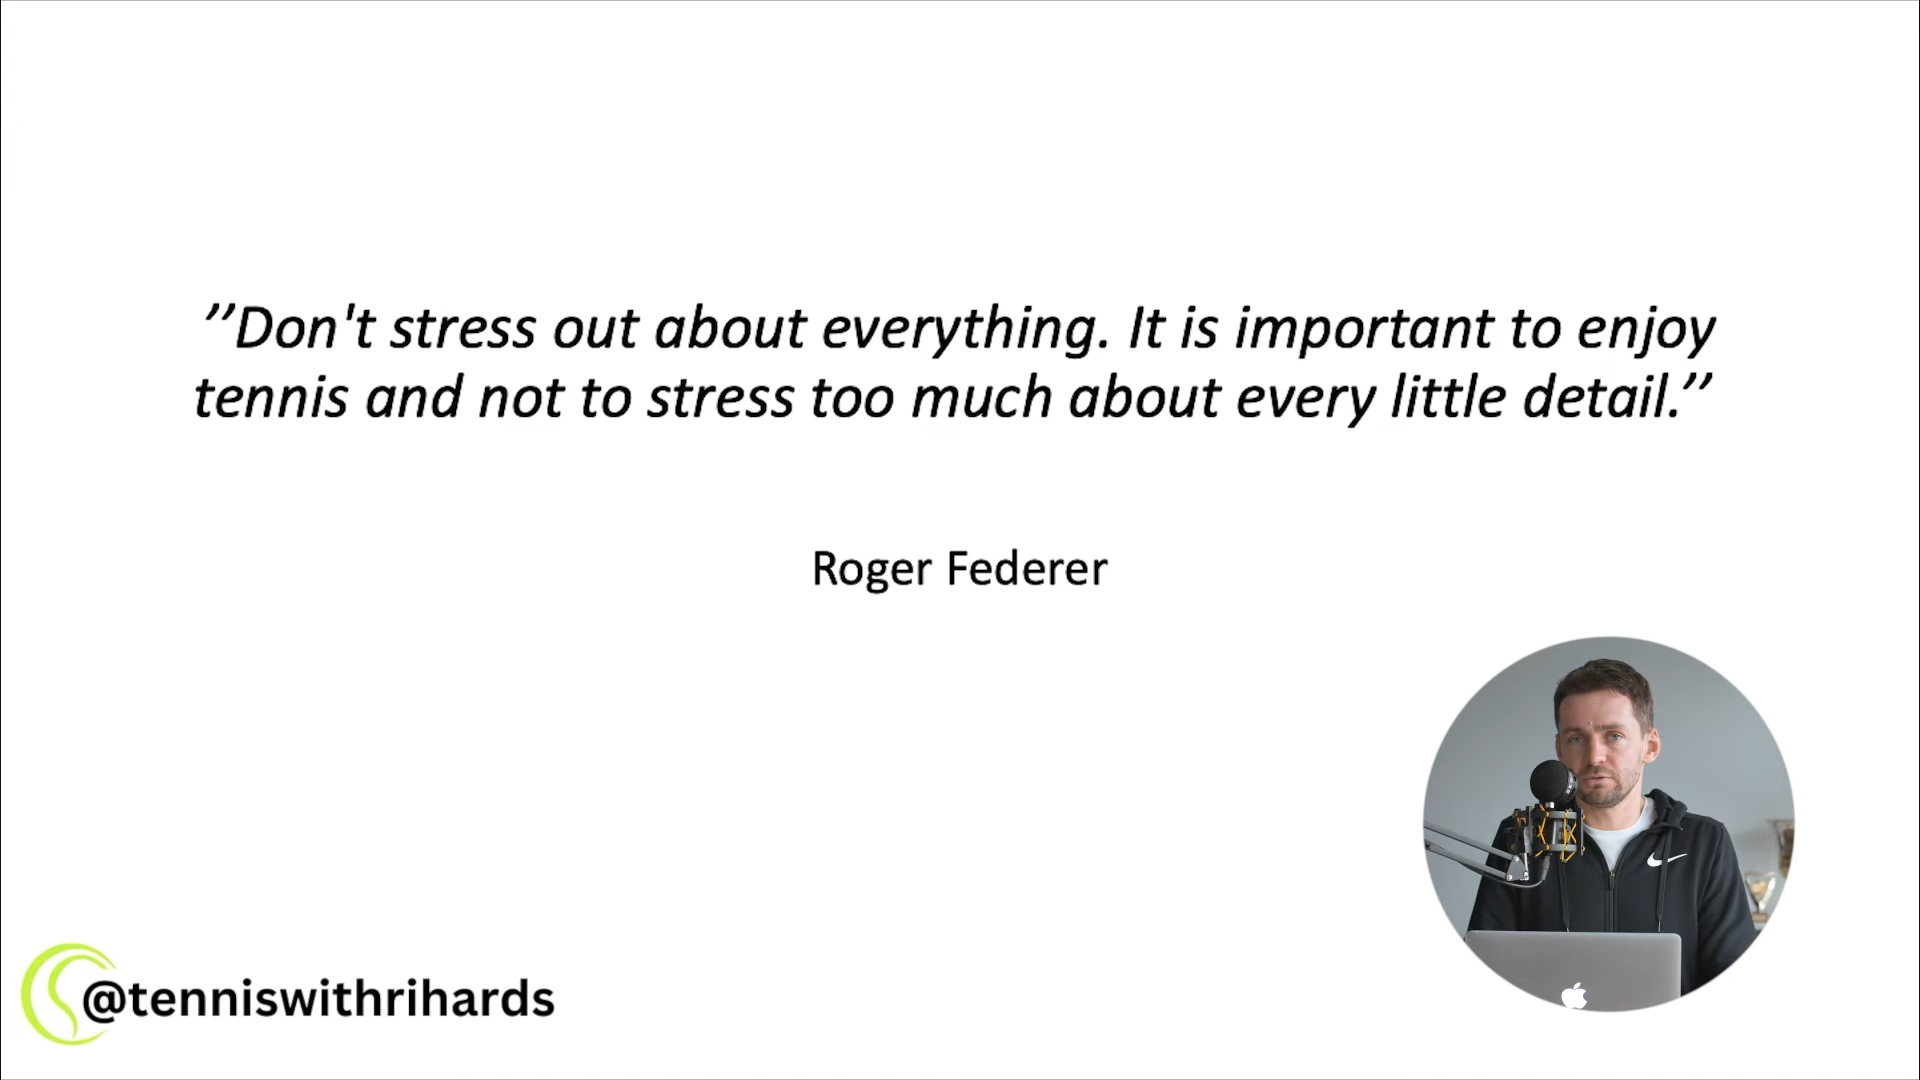 ’’Don't stress out about everything. It is important to enjoy
tennis and not to stress too much about every little detail.’’
Roger Federer
@tenniswithrihards